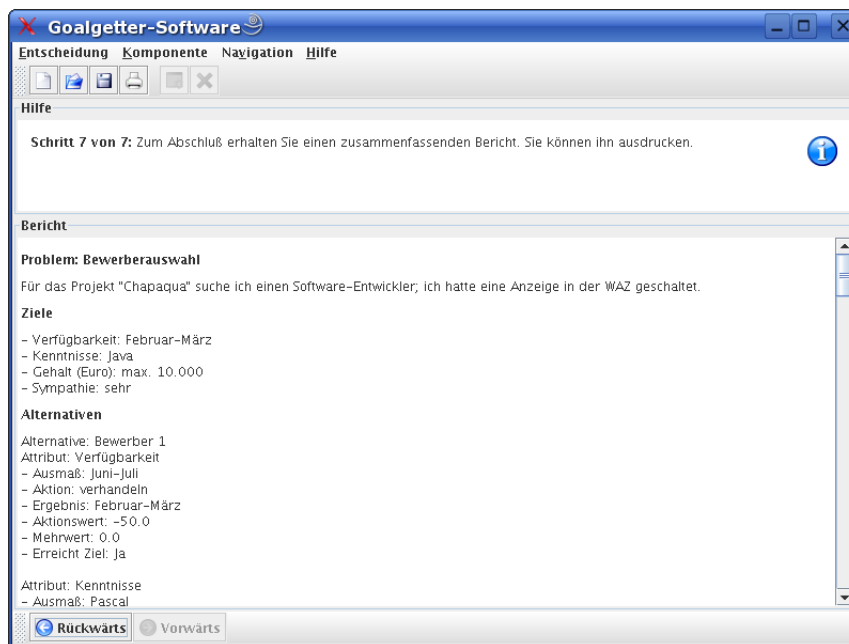 Goalgetter-Software
Entscheidung Komponente Navigation Hilfe
Hilfe
Schritt 7 von 7: Zum Abschluß erhalten Sie einen zusammenfassenden Bericht. Sie können ihn ausdrucken.
Bericht
Problem: Bewerberauswahl
Für das Projekt "Chapaqua" suche ich einen Software-Entwickler; ich hatte eine Anzeige in der WAZ geschaltet.
Ziele
- Verfügbarkeit: Februar-März
- Kenntnisse: Java
- Gehalt (Euro): max. 10.000
- Sympathie: sehr
Alternativen
Alternative: Bewerber 1
Attribut: Verfügbarkeit
- Ausmaß: Juni-Juli
- Aktion: verhandeln
- Ergebnis: Februar-März
- Aktionswert: -50.0
- Mehrwert: 0.0
- Erreicht Ziel: Ja
Attribut: Kenntnisse
- Ausmaß: Pascal
Rückwärts Vorwärts